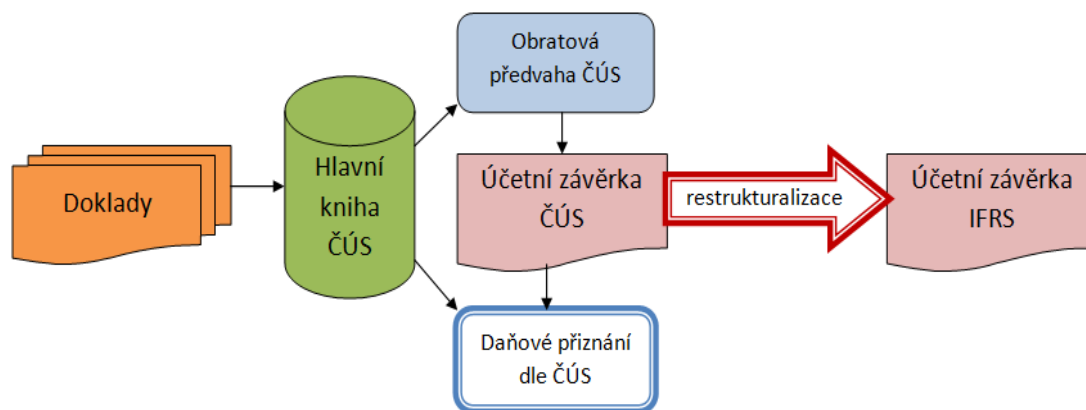 Obratová
předvaha ČÚS
Doklady
Hlavní
kniha
ČÚS
Účetní závěrka
ČÚS
restrukturalizace
Účetní závěrka
IFRS
Daňové přiznání
dle ČÚS